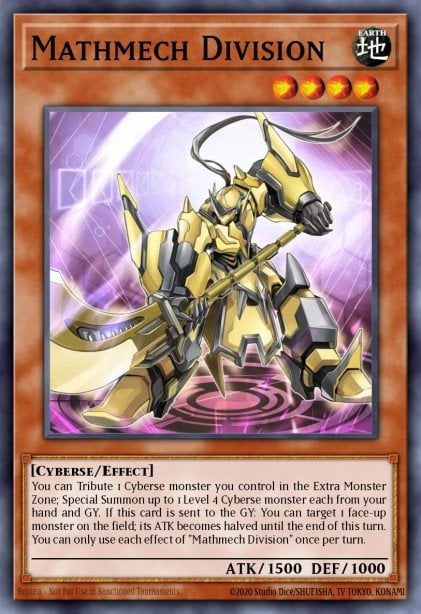 Mathmech Division
EARTH
地
[Cyberse/Effect]
You can Tribute 1 Cyberse monster you control in the Extra Monster
Zone; Special Summon up to 1 Level 4 Cyberse monster each from your
hand and GY. If this card is sent to the GY: You can target 1 face-up
monster on the field; its ATK becomes halved until the end of this turn.
You can only use each effect of "Mathmech Division" once per turn.
ATK/1500 DEF/1000
Replica - Not For Use in Sanctioned Tournaments
©2020 Studio Dice/SHUEISHA, TV TOKYO, KONAMI